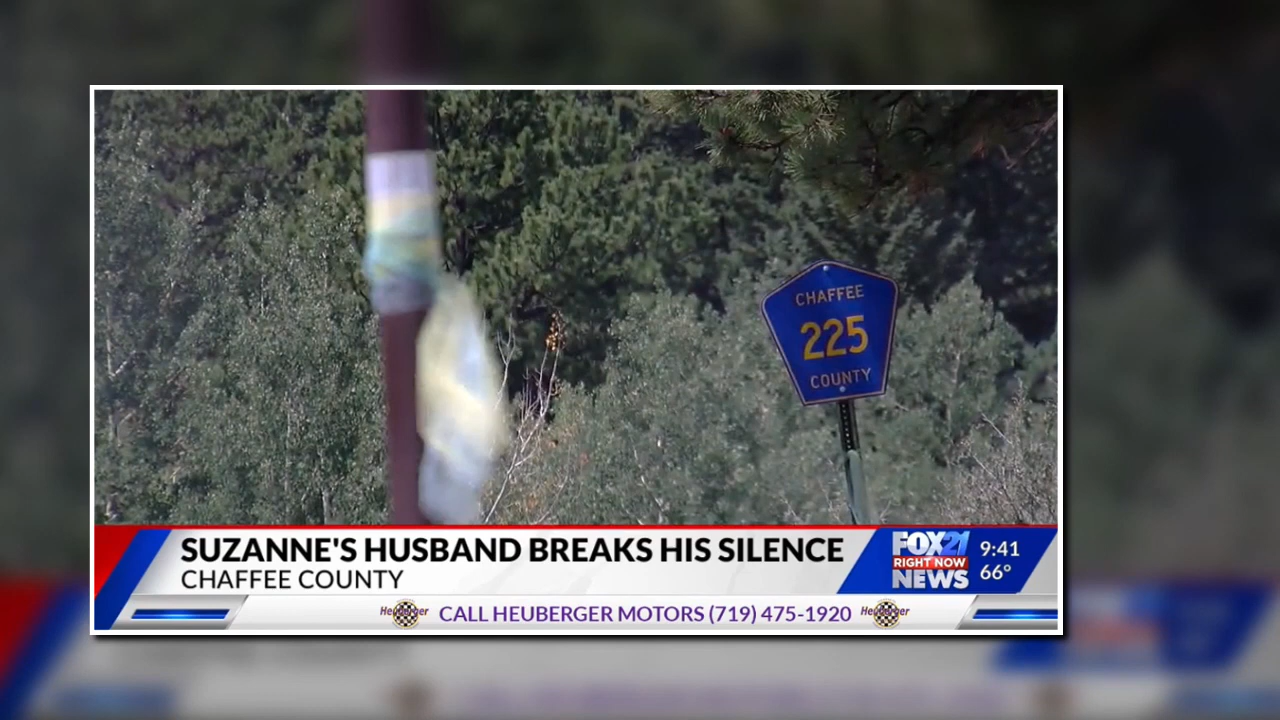 CHAFFEE
225
COUNTY
SUZANNE'S HUSBAND BREAKS HIS SILENCE
CHAFFEE COUNTY
FOX21
RIGHT NOW
NEWS
9:41
66°
Heuberger
CALL HEUBERGER MOTORS (719) 475-1920
Heuberger